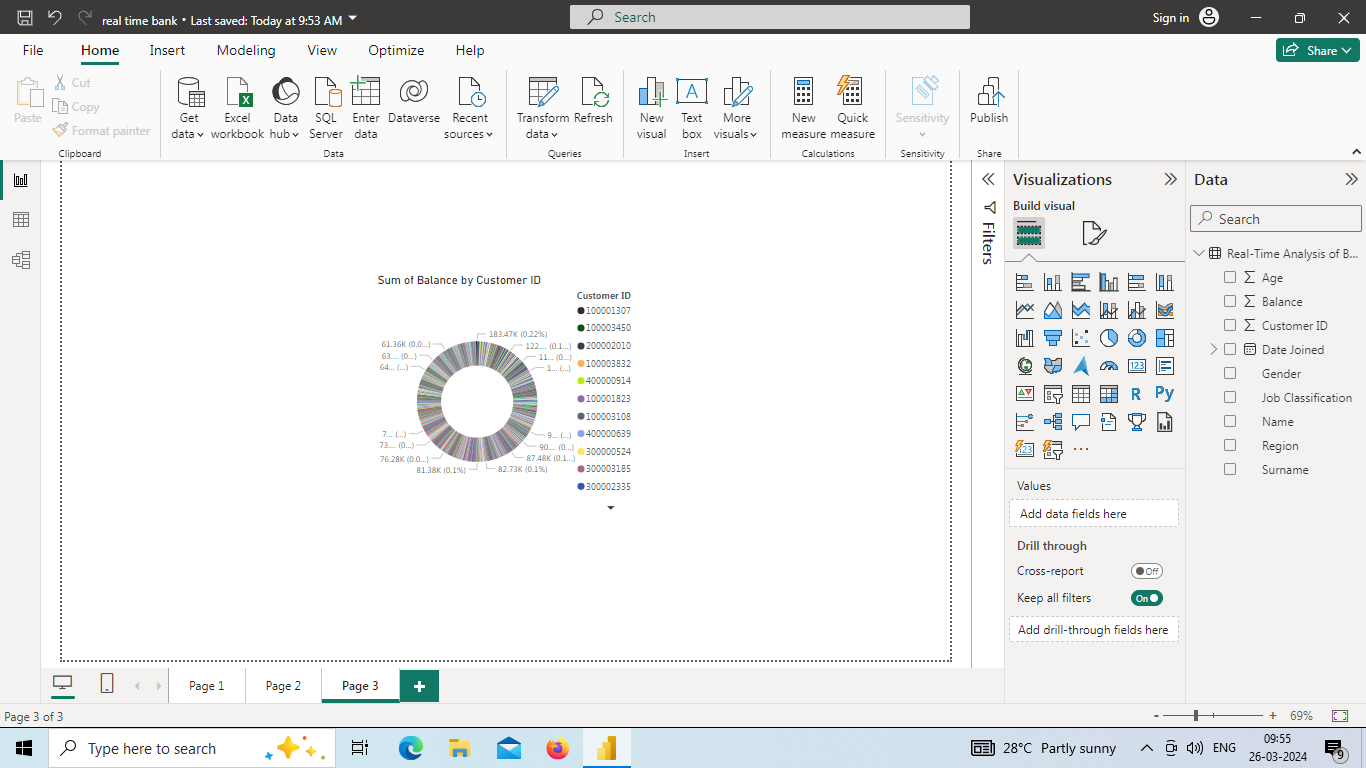 real time bank • Last saved: Today at 9:53 AM
Search
Sign in
File Home Insert Modeling View Optimize Help
Share
Paste
Cut
Copy
Format painter
Clipboard
Get data
Excel workbook
Data hub
SQL Server
Enter data
Dataverse
Recent sources
Data
Transform data
Refresh
Queries
New visual
Text box
More visuals
Insert
New measure
Quick measure
Calculations
Sensitivity
Sensitivity
Publish
Share
Sum of Balance by Customer ID
183.47K (0.22%)
122.... (0.1...)
11... (0...)
1... (...)
9... (...)
90.... (0...)
87.48K (0.1...)
82.73K (0.1%)
81.38K (0.1%)
76.28K (0.0...)
73.... (0...)
7... (...)
64... (...)
63.... (0...)
61.36K (0.0...)
Customer ID
100001307
100003450
200002010
100003832
400000914
100001823
100003108
400000639
300000524
300003185
300002335
Filters
Visualizations
Build visual
R
Py
123
123
Values
Add data fields here
Drill through
Cross-report
Off
Keep all filters
On
Add drill-through fields here
Data
Search
Real-Time Analysis of B...
Age
Balance
Customer ID
Date Joined
Gender
Job Classification
Name
Region
Surname
Page 1
Page 2
Page 3
Page 3 of 3
69%
Type here to search
28°C Partly sunny
ENG
09:55
26-03-2024
9